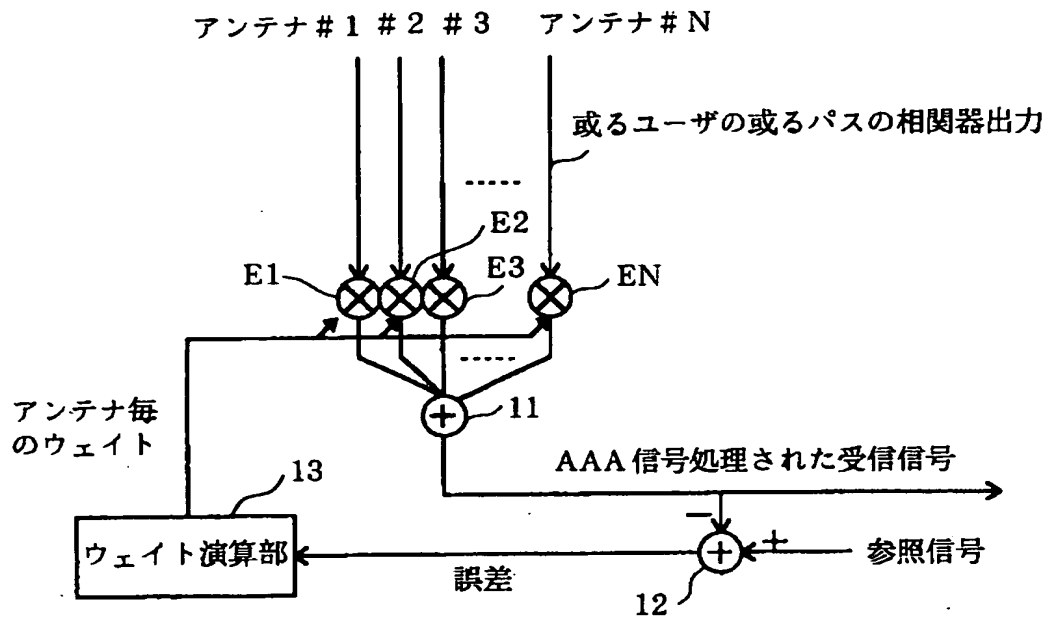 アンテナ#1 #2 #3 アンテナ#N
或るユーザの或るパスの相関器出力
E2
E1
E3
EN
アンテナ毎
のウェイト
11
AAA信号処理された受信信号
13
−
+
ウェイト演算部
+
+
参照信号
誤差
12